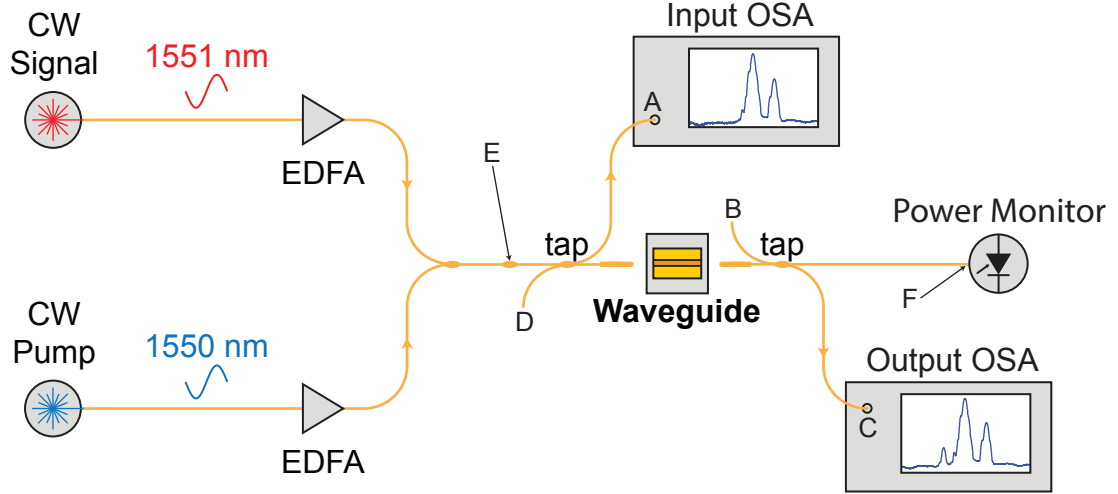 CW
Signal
1551 nm
EDFA
Input OSA
A
E
tap
D
Waveguide
B
tap
Power Monitor
F
CW
Pump
1550 nm
EDFA
Output OSA
C